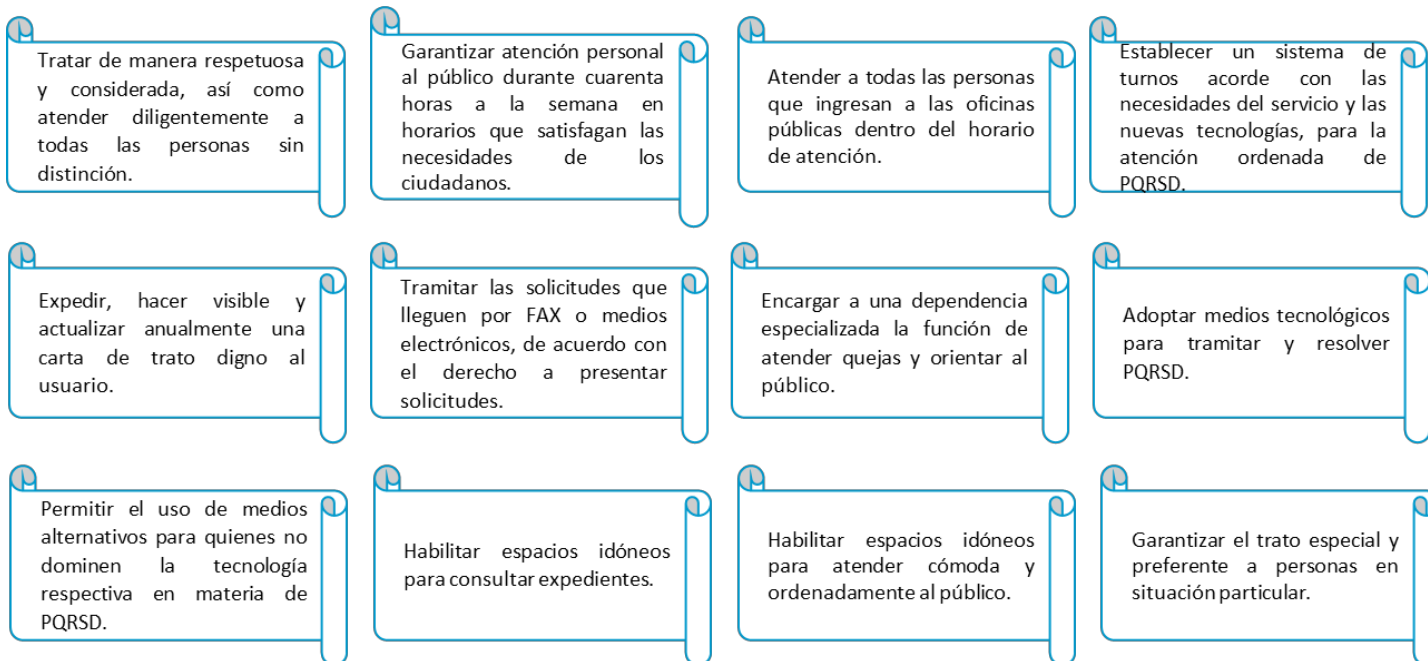 Tratar de manera respetuosa
y considerada, así como
atender diligentemente a
todas las personas sin
distinción.
Garantizar atención personal
al público durante cuarenta
horas a la semana en
horarios que satisfagan las
necesidades de los
ciudadanos.
Atender a todas las personas
que ingresan a las oficinas
públicas dentro del horario
de atención.
Establecer un sistema de
turnos acorde con las
necesidades del servicio y las
nuevas tecnologías, para la
atención ordenada de
PQRSD.
Expedir, hacer visible y
actualizar anualmente una
carta de trato digno al
usuario.
Tramitar las solicitudes que
lleguen por FAX o medios
electrónicos, de acuerdo con
el derecho a presentar
solicitudes.
Encargar a una dependencia
especializada la función de
atender quejas y orientar al
público.
Adoptar medios tecnológicos
para tramitar y resolver
PQRSD.
Permitir el uso de medios
alternativos para quienes no
dominen la tecnología
respectiva en materia de
PQRSD.
Habilitar espacios idóneos
para consultar expedientes.
Habilitar espacios idóneos
para atender cómoda y
ordenadamente al público.
Garantizar el trato especial y
preferente a personas en
situación particular.